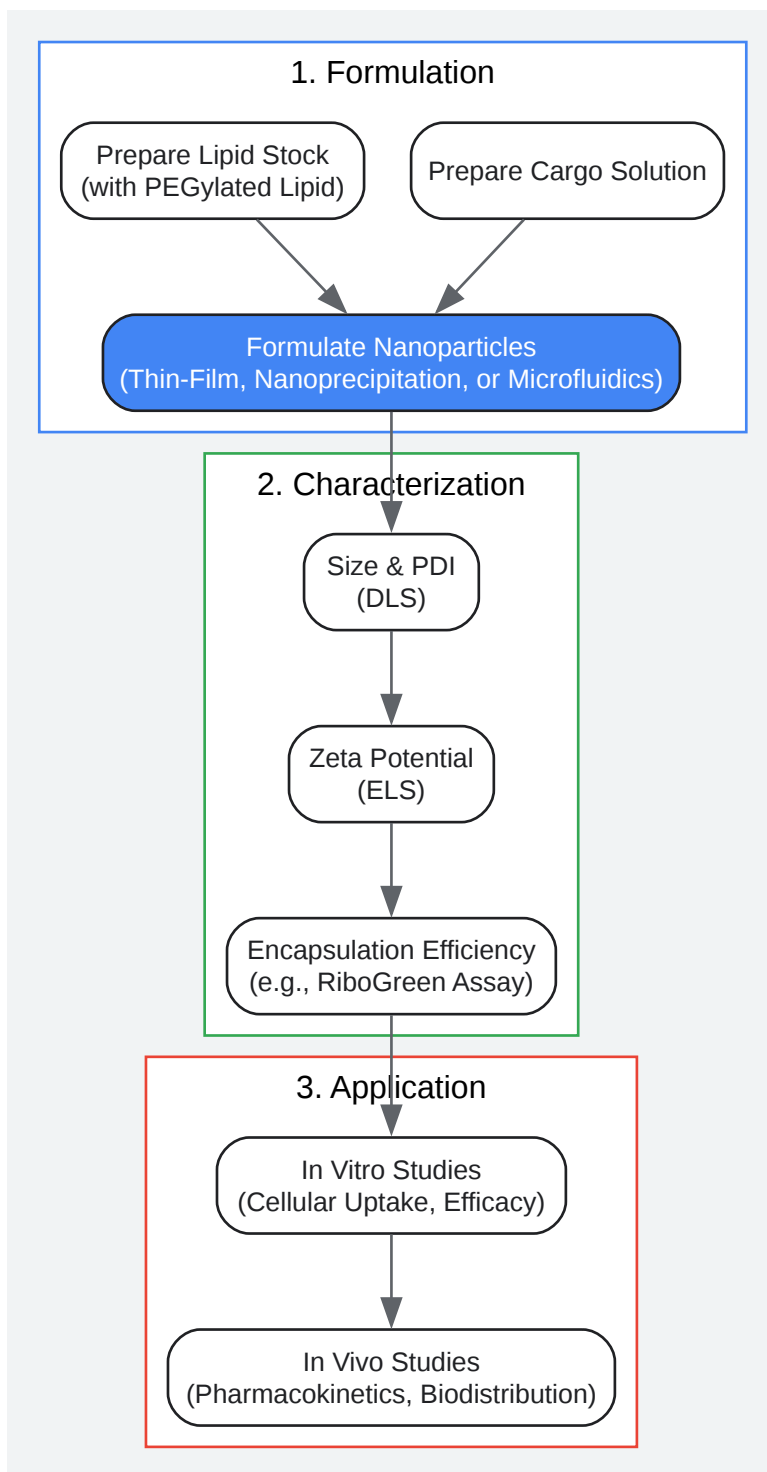 1. Formulation
Prepare Lipid Stock
(with PEGylated Lipid)
Prepare Cargo Solution
Formulate Nanoparticles
(Thin-Film, Nanoprecipitation, or Microfluidics)
2. Characterization
Size & PDI
(DLS)
Zeta Potential
(ELS)
Encapsulation Efficiency
(e.g., RiboGreen Assay)
3. Application
In Vitro Studies
(Cellular Uptake, Efficacy)
In Vivo Studies
(Pharmacokinetics, Biodistribution)